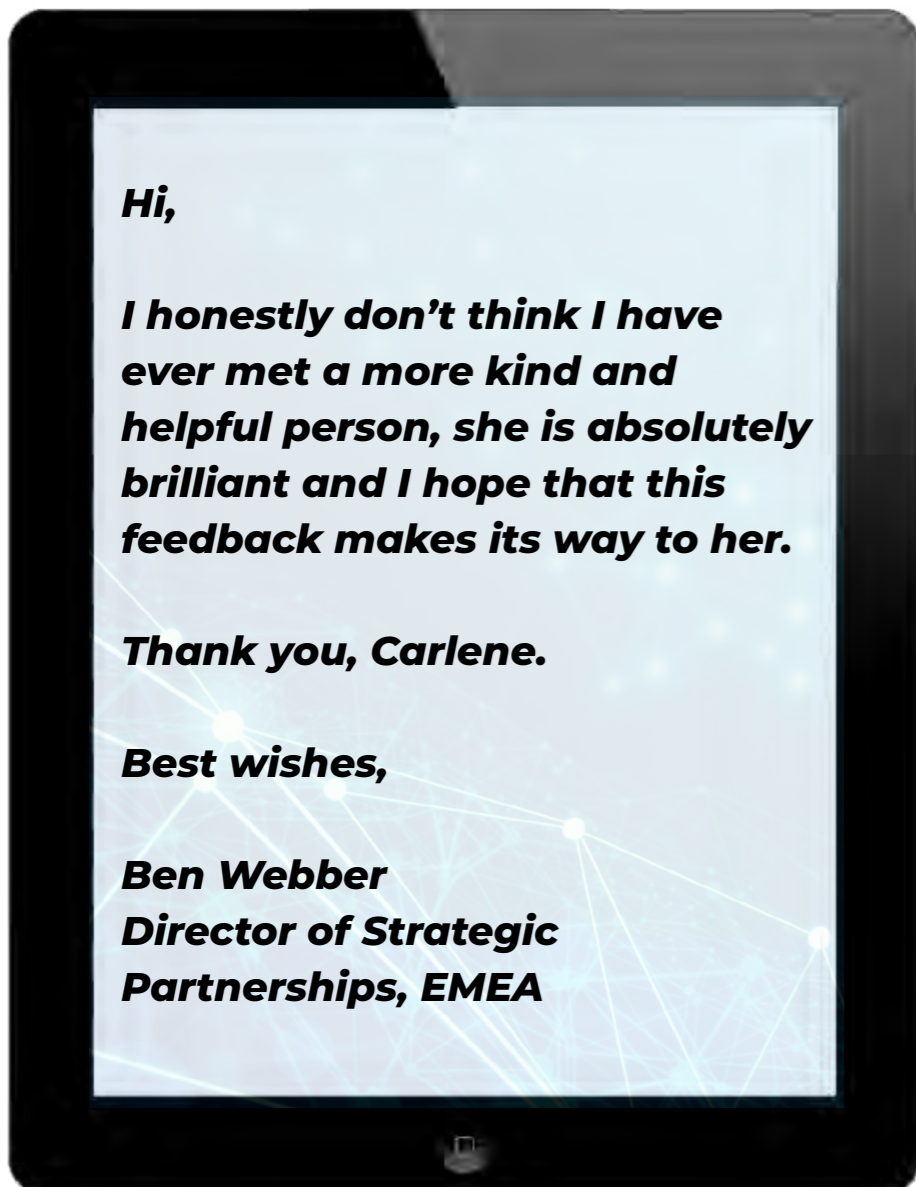 Hi,
I honestly don’t think I have
ever met a more kind and
helpful person, she is absolutely
brilliant and I hope that this
feedback makes its way to her.
Thank you, Carlene.
Best wishes,
Ben Webber
Director of Strategic
Partnerships, EMEA